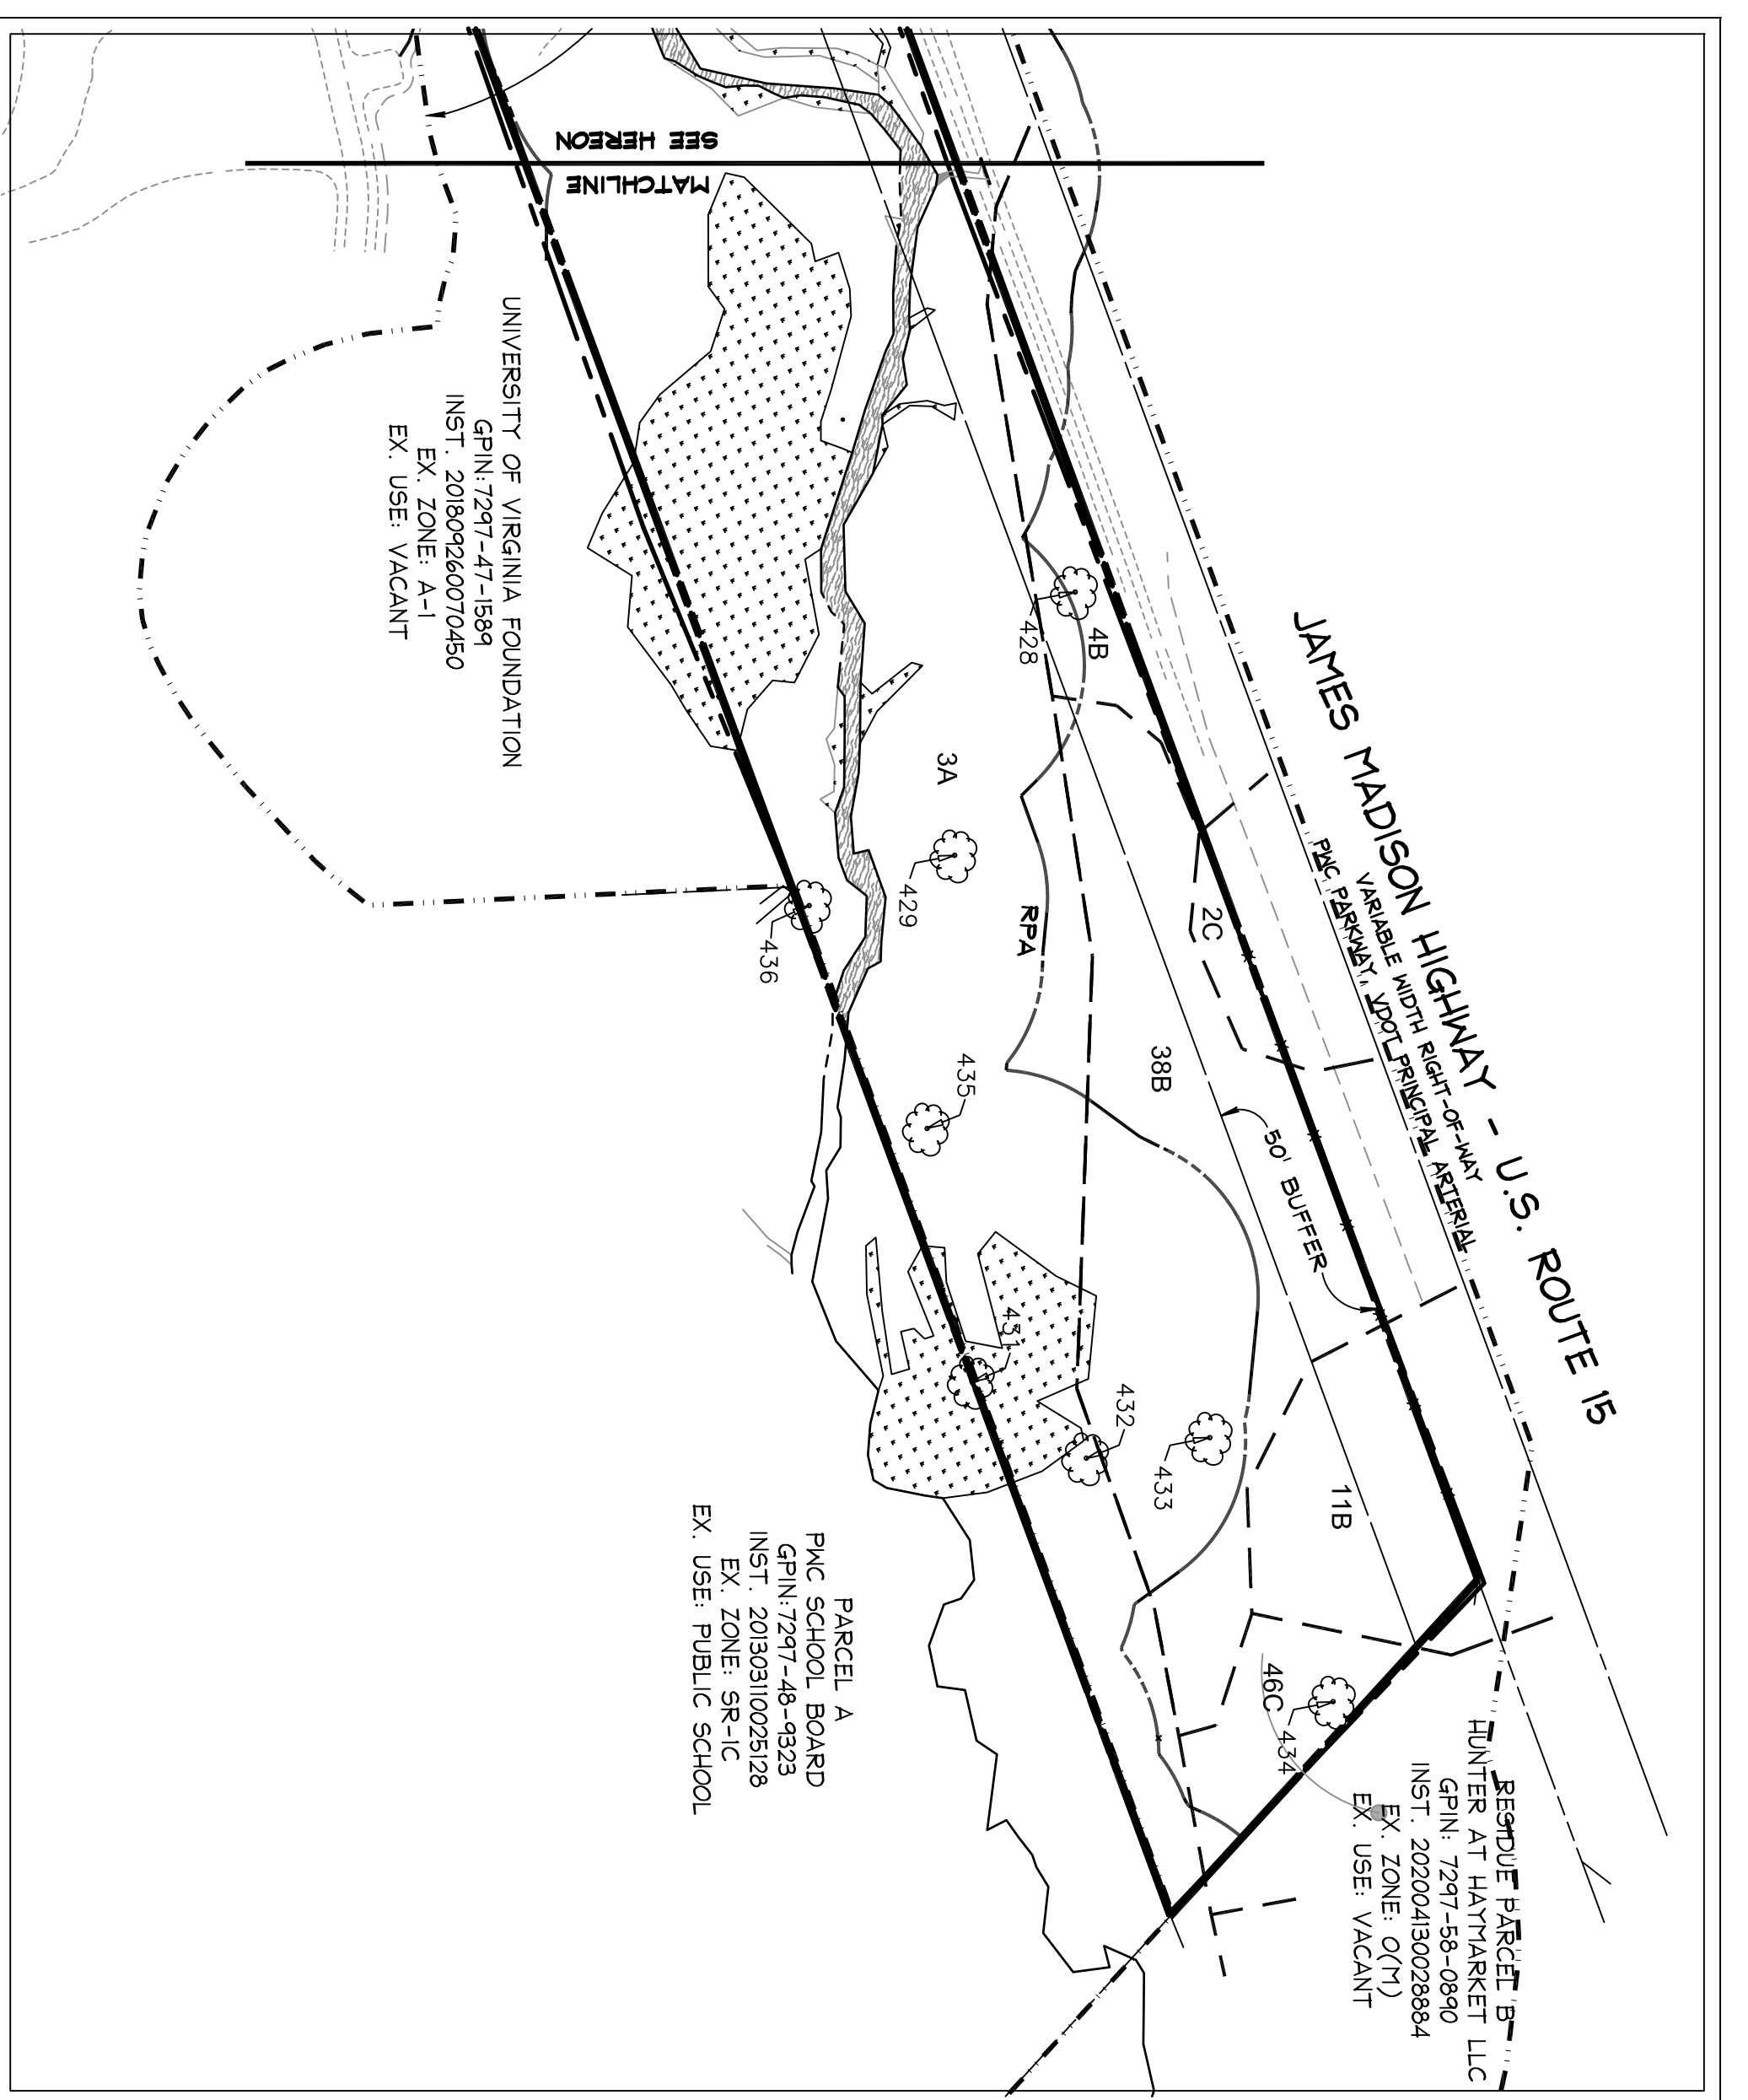 JAMES MADISON HIGHWAY - U.S. ROUTE 15
VARIABLE WIDTH RIGHT-OF-WAY
PWC PARKWAY, VDOT PRINCIPAL ARTERIAL
SEE HEREON
MATCHLINE
UNIVERSITY OF VIRGINIA FOUNDATION
GPIN:7297-47-1589
INST. 201809260070450
EX. ZONE: A-1
EX. USE: VACANT
428
4B
3A
429
436
RPA
2C
38B
435
50' BUFFER
431
432
433
11B
46C
434
PARCEL A
PWC SCHOOL BOARD
GPIN:7297-48-9323
INST. 201303110025128
EX. ZONE: SR-1C
EX. USE: PUBLIC SCHOOL
RESIDUE PARCEL B
HUNTER AT HAYMARKET LLC
GPIN: 7297-58-0890
INST. 202004130028884
EX. ZONE: O(M)
EX. USE: VACANT